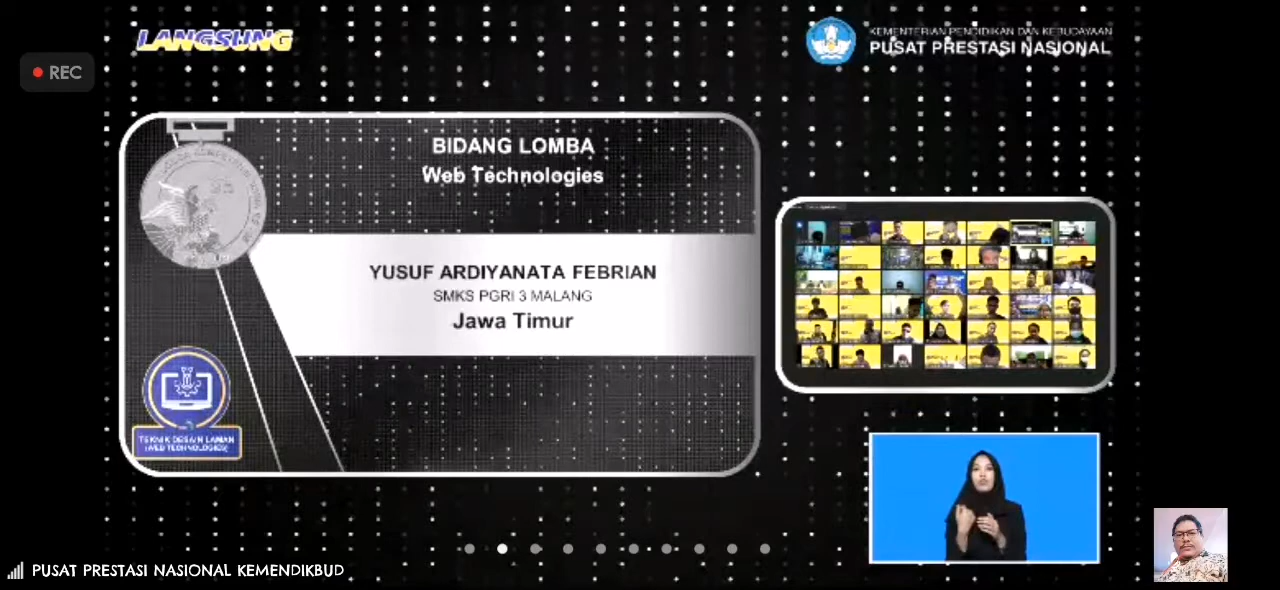 LANGSUNG
KEMENTERIAN PENDIDIKAN DAN KEBUDAYAAN
PUSAT PRESTASI NASIONAL
REC
BIDANG LOMBA
Web Technologies
YUSUF ARDIYANATA FEBRIAN
SMKS PGRI 3 MALANG
Jawa Timur
TEKNIK DESAIN LAMAN
(WEB TECHNOLOGIES)
PUSAT PRESTASI NASIONAL KEMENDIKBUD